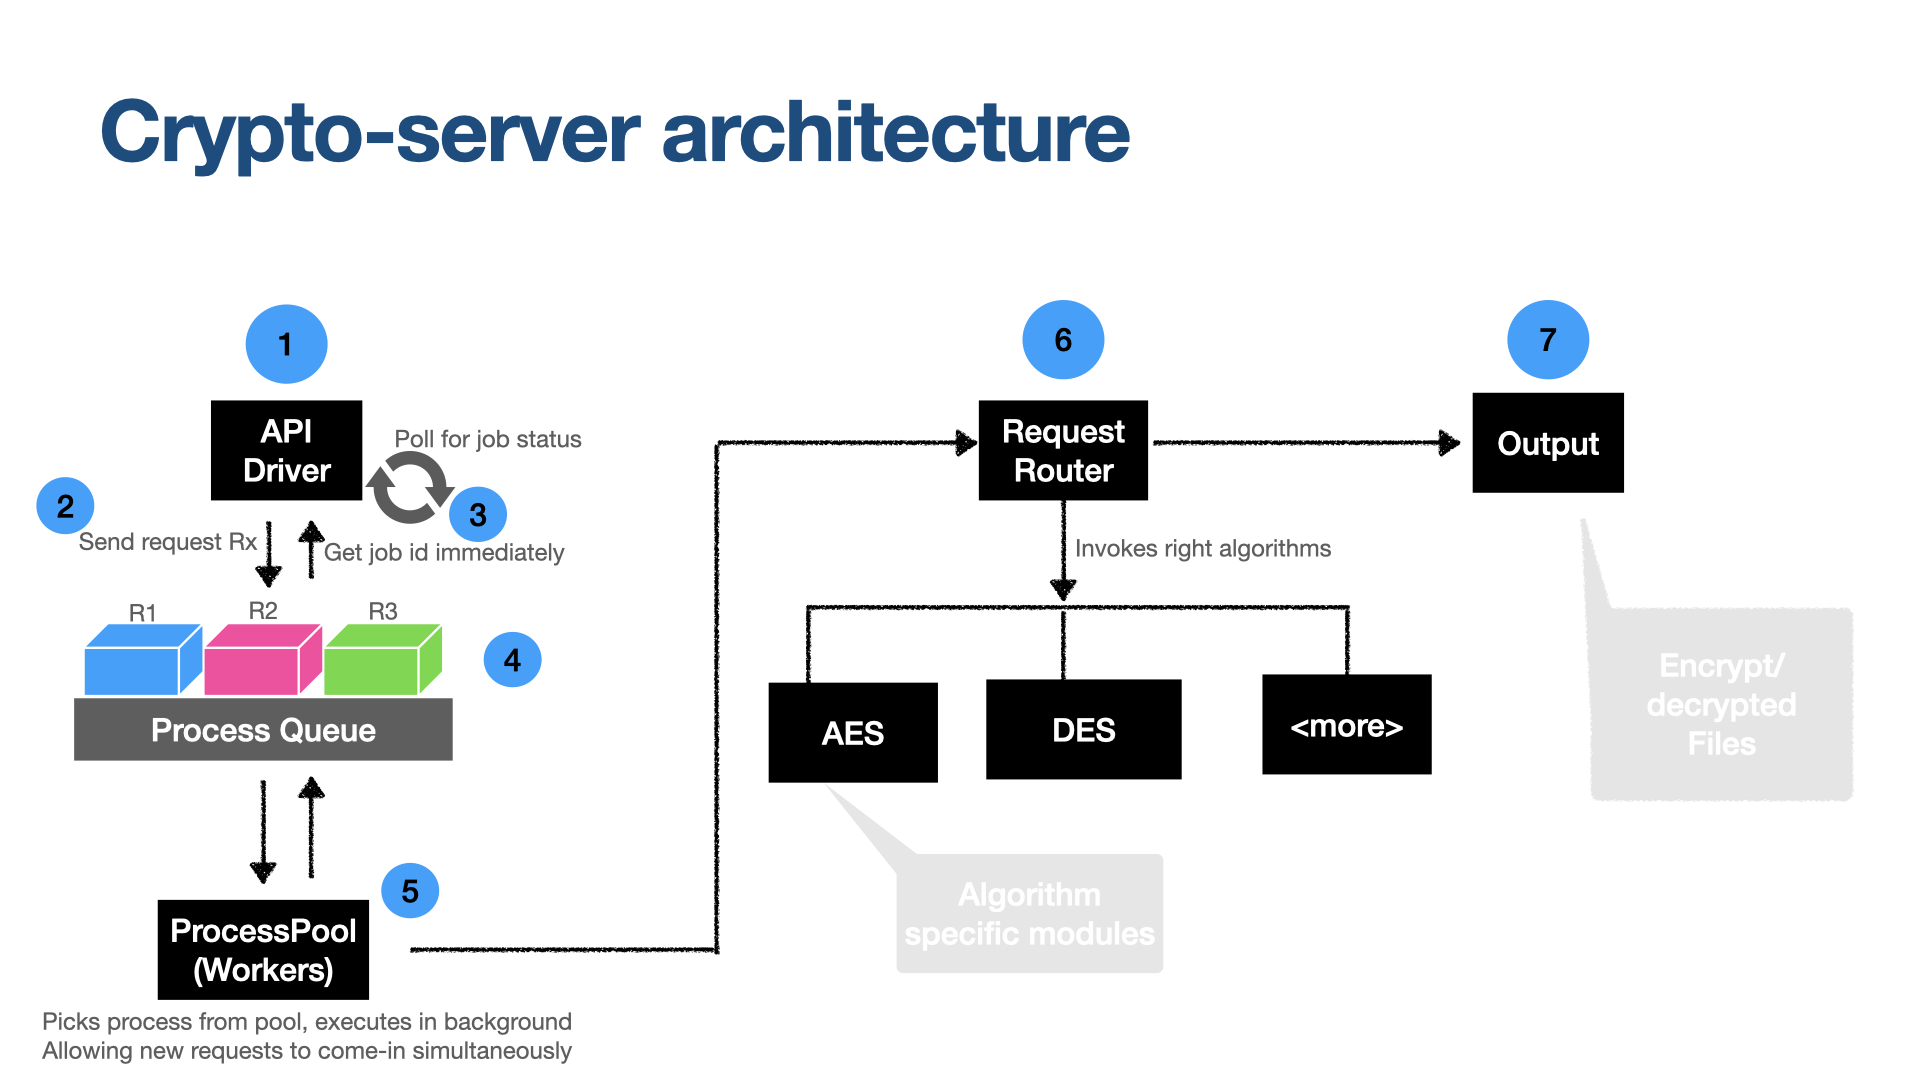 Crypto-server architecture
1
API
Driver
Poll for job status
2
3
Send request Rx
Get job id immediately
R1
R2
R3
4
Process Queue
5
ProcessPool
(Workers)
Picks process from pool, executes in background
Allowing new requests to come-in simultaneously
6
Request
Router
Invokes right algorithms
AES
DES
<more>
Algorithm
specific modules
7
Output
Encrypt/
decrypted
Files